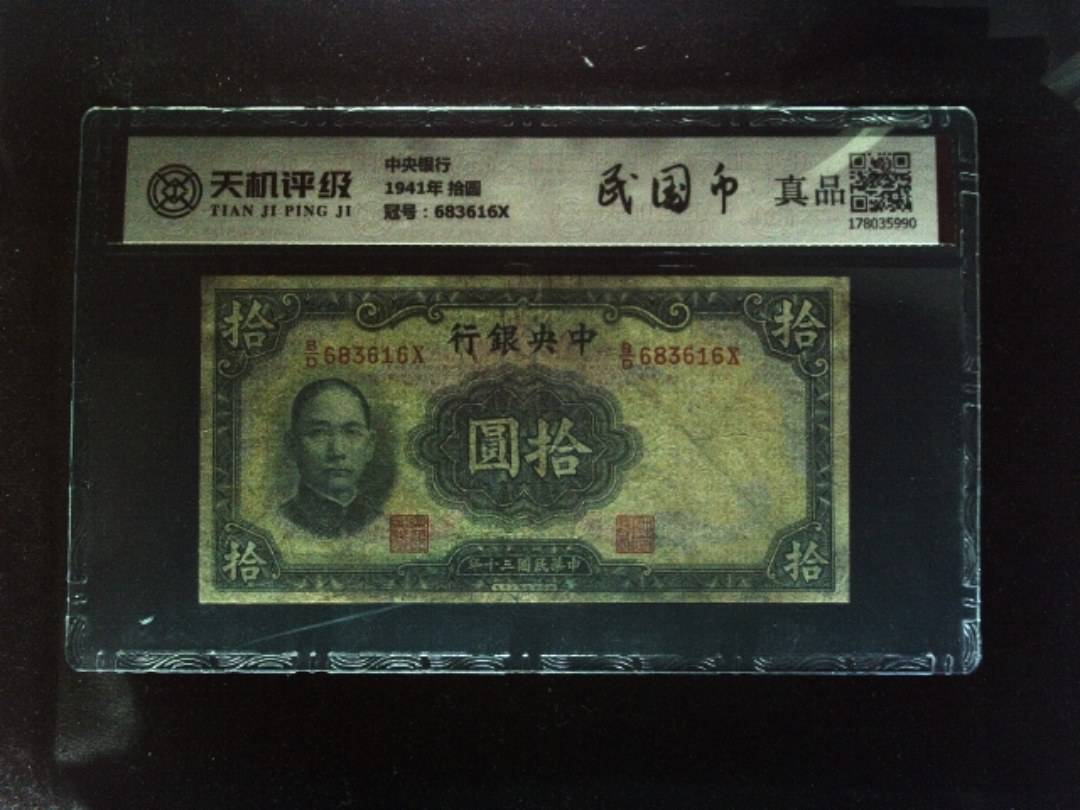 天机评级
TIAN JI PING JI
中央银行
1941年 拾圓
冠号：683616X
民国币
真品
178035990
拾 拾
行銀央中
B/D 683616X B/D 683616X
圓拾
拾 拾
年十三國民華中